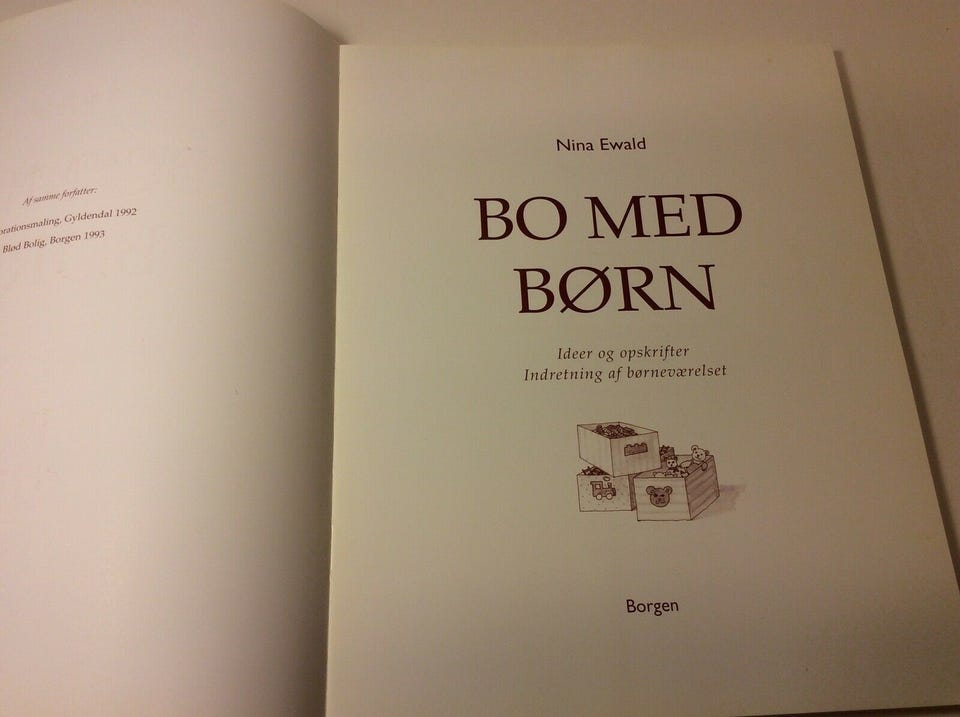 Af samme forfatter:
Gyldendal 1992
Blød Bolig, Borgen 1993
Nina Ewald
BO MED
BØRN
Ideer og opskrifter
Indretning af børneværelset
Borgen